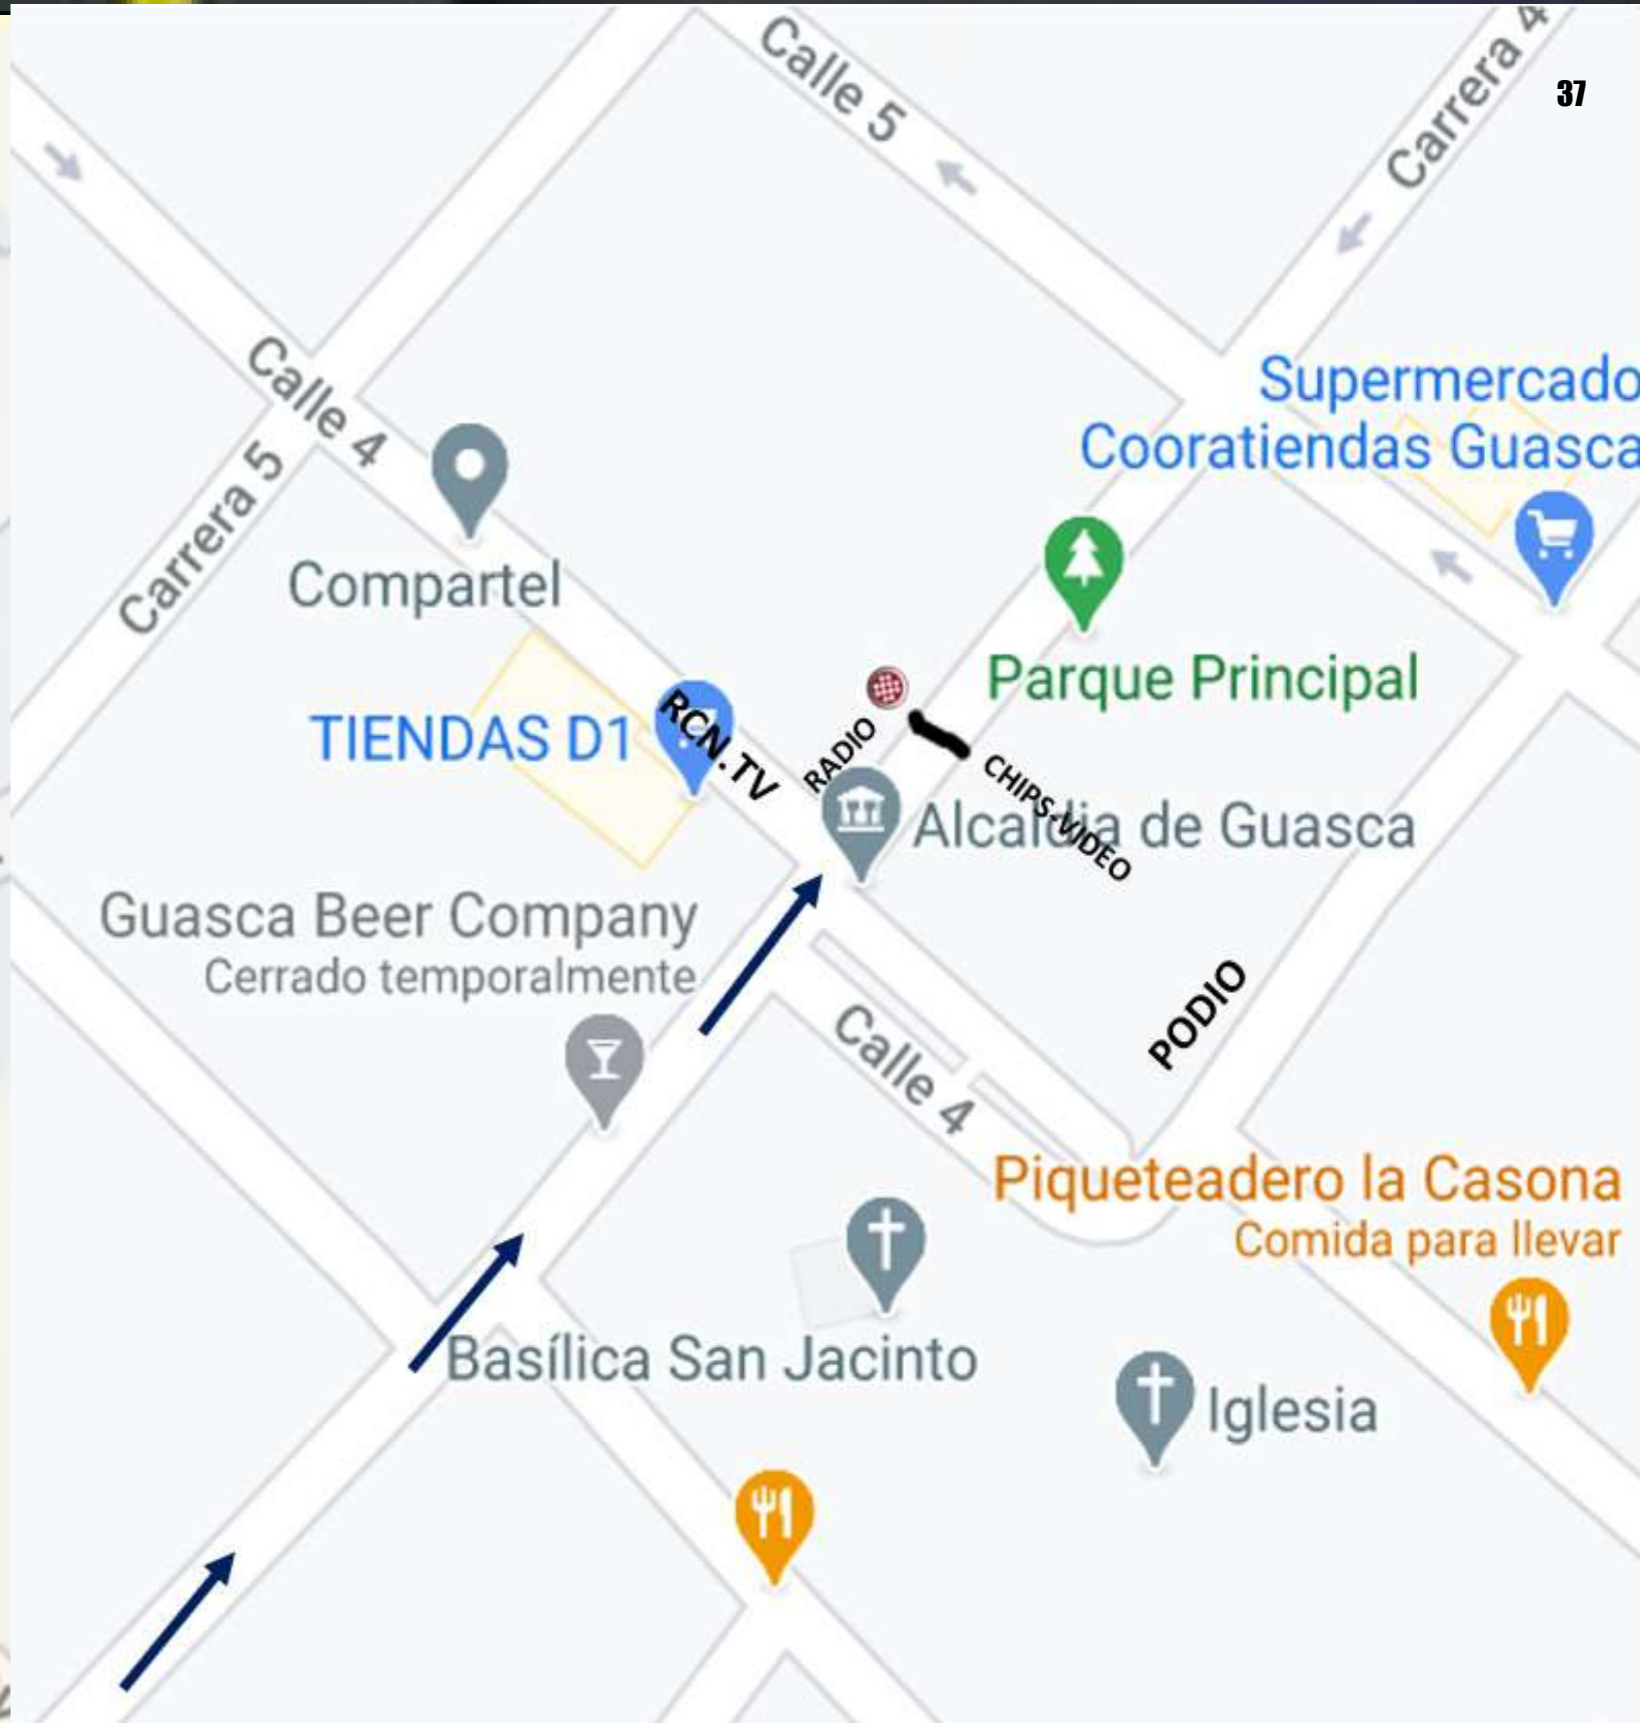 Calle 5
Carrera 4
37
Calle 4
Carrera 5
Supermercado
Cooratiendas Guasca
Compartel
Parque Principal
TIENDAS D1
RCN.TV
RADIO
CHIPS-VIDEO
Alcaldia de Guasca
Guasca Beer Company
Cerrado temporalmente
PODIO
Calle 4
Piqueteadero la Casona
Comida para llevar
Basílica San Jacinto
Iglesia